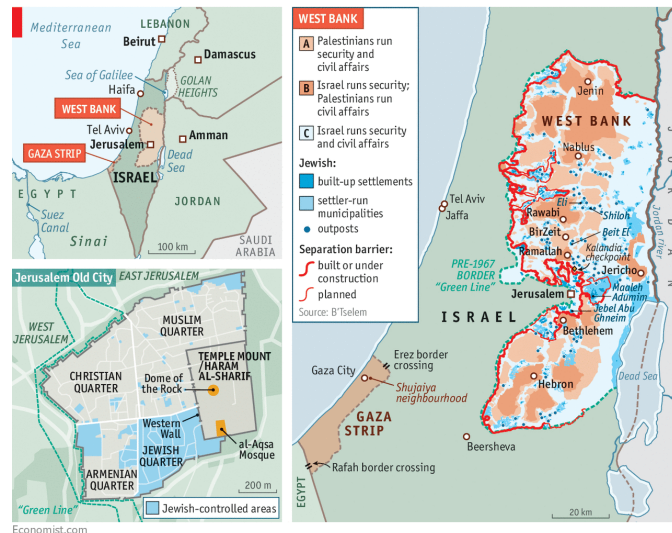 Mediterranean
Sea
LEBANON
Beirut
Damascus
Sea of Galilee
GOLAN
HEIGHTS
Haifa
WEST BANK
Tel Aviv
Amman
Jerusalem
GAZA STRIP
Dead
Sea
ISRAEL
EGYPT
JORDAN
Suez
Canal
Sinai
SAUDI
ARABIA
100 km
Jerusalem Old City
EAST JERUSALEM
WEST
JERUSALEM
MUSLIM
QUARTER
TEMPLE MOUNT
/HARAM
AL-SHARIF
CHRISTIAN
QUARTER
Dome of
the Rock
Western
Wall
al-Aqsa
Mosque
JEWISH
QUARTER
ARMENIAN
QUARTER
200 m
"Green Line"
Jewish-controlled areas
Economist.com
WEST BANK
A Palestinians run
security and
civil affairs
B Israel runs security;
Palestinians run
civil affairs
C Israel runs security
and civil affairs
Jewish:
built-up settlements
settler-run
municipalities
outposts
Separation barrier:
built or under
construction
planned
Source: B'Tselem
Jenin
WEST BANK
Nablus
Tel Aviv
Jaffa
Eli
Shiloh
Rawabi
BirZeit
Beit El
Ramallah
Kalandia
checkpoint
Jordan river
PRE-1967
BORDER
"Green Line"
Jericho
Maaleh
Adumim
Jerusalem
Jebel Abu
Ghneim
ISRAEL
Bethlehem
Erez border
crossing
Gaza City
Shujaiya
neighbourhood
Hebron
Dead Sea
GAZA
STRIP
Beersheva
Rafah border crossing
EGYPT
20 km